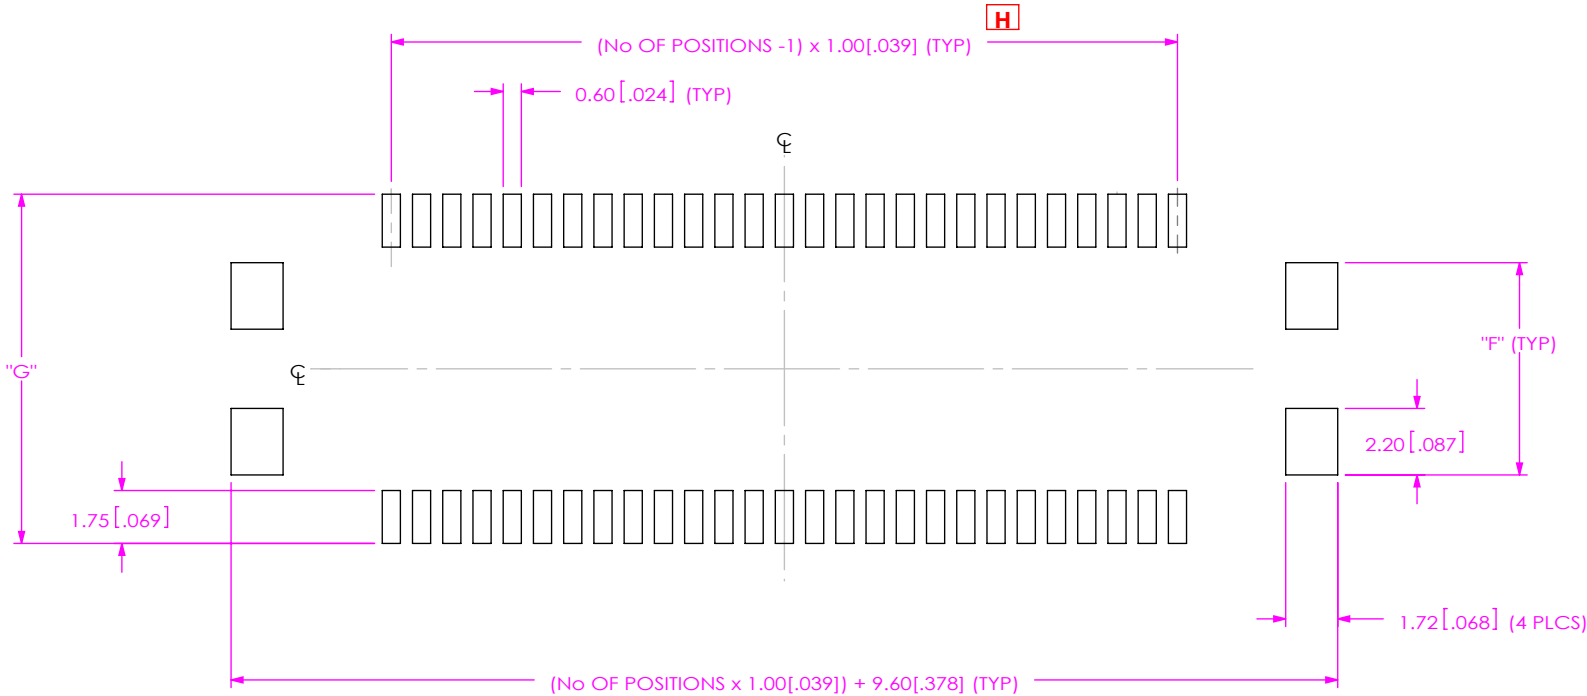 H
(No OF POSITIONS -1) x 1.00[.039] (TYP)
0.60[.024] (TYP)
℄
"G"
℄
"F" (TYP)
2.20[.087]
1.75[.069]
1.72[.068] (4 PLCS)
(No OF POSITIONS x 1.00[.039]) + 9.60[.378] (TYP)